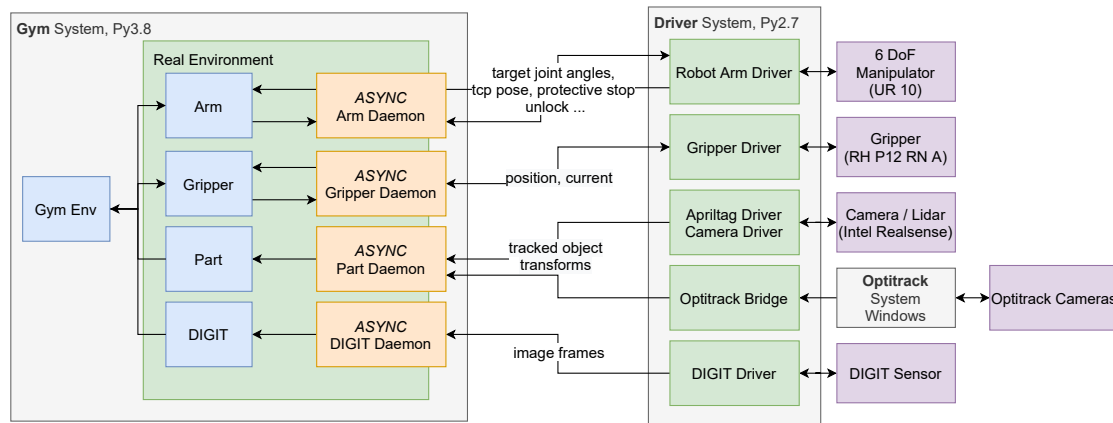 Gym System, Py3.8
Real Environment
Gym Env
Arm
ASYNC
Arm Daemon
Gripper
ASYNC
Gripper Daemon
Part
ASYNC
Part Daemon
DIGIT
ASYNC
DIGIT Daemon
target joint angles,
tcp pose, protective stop
unlock ...
position, current
tracked object
transforms
image frames
Driver System, Py2.7
Robot Arm Driver
Gripper Driver
Apriltag Driver
Camera Driver
Optitrack Bridge
DIGIT Driver
6 DoF
Manipulator
(UR 10)
Gripper
(RH P12 RN A)
Camera / Lidar
(Intel Realsense)
Optitrack
System
Windows
Optitrack Cameras
DIGIT Sensor